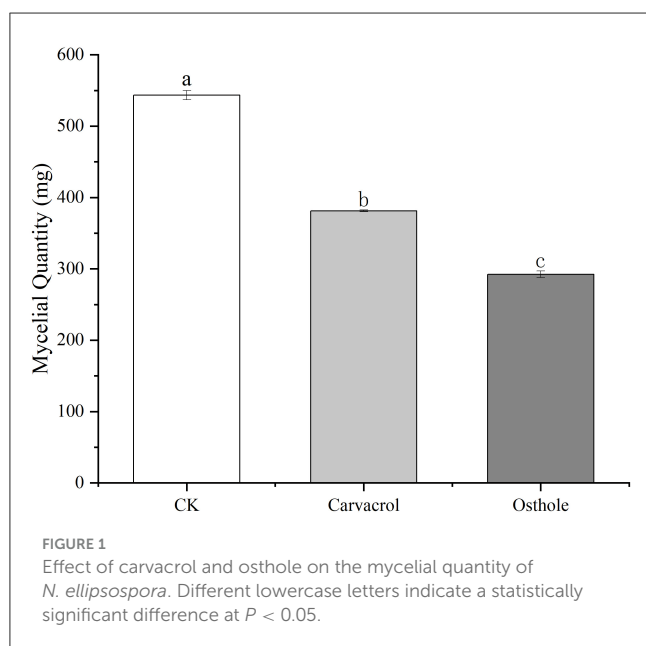 600
500
400
300
200
100
0
Mycelial Quantity (mg)
a
b
c
CK Carvacrol Osthole
FIGURE 1
Effect of carvacrol and osthole on the mycelial quantity of
N. ellipsospora. Different lowercase letters indicate a statistically
significant difference at P < 0.05.